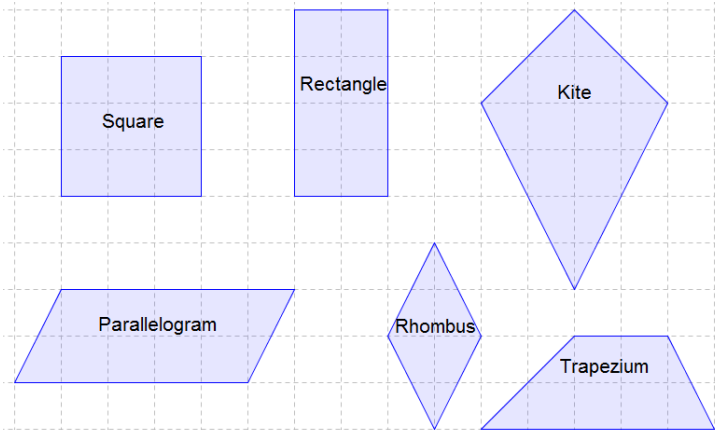 Square
Rectangle
Kite
Parallelogram
Rhombus
Trapezium